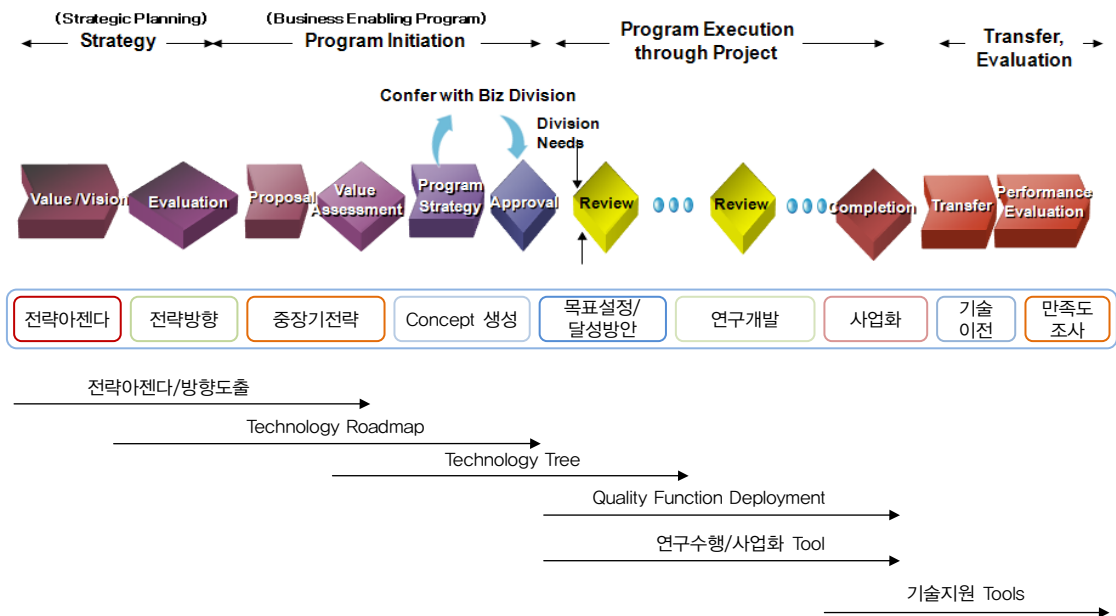 (Strategic Planning)
Strategy
(Business Enabling Program)
Program Initiation
Program Execution
through Project
Transfer,
Evaluation
Confer with Biz Division
Division
Needs
Value /Vision
Evaluation
Proposal
Value
Assessment
Program
Strategy
Approval
Review
Review
Completion
Transfer
Performance
Evaluation
전략아젠다
전략방향
중장기전략
Concept 생성
목표설정/
달성방안
연구개발
사업화
기술
이전
만족도
조사
전략아젠다/방향도출
Technology Roadmap
Technology Tree
Quality Function Deployment
연구수행/사업화 Tool
기술지원 Tools